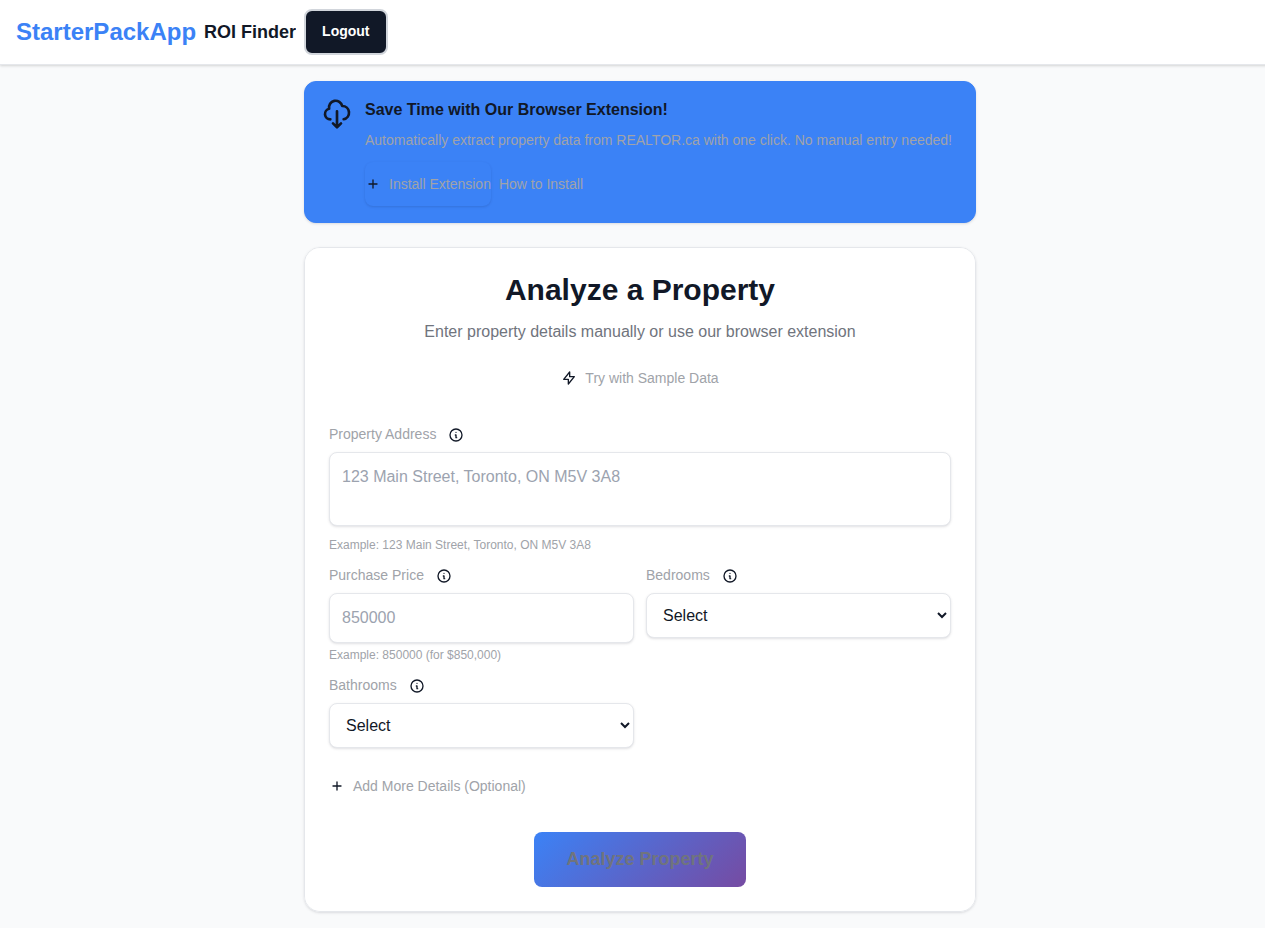 StarterPackApp ROI Finder Logout
Save Time with Our Browser Extension!
Automatically extract property data from REALTOR.ca with one click. No manual entry needed!
Install Extension How to Install
Analyze a Property
Enter property details manually or use our browser extension
Try with Sample Data
Property Address
123 Main Street, Toronto, ON M5V 3A8
Example: 123 Main Street, Toronto, ON M5V 3A8
Purchase Price Bedrooms
850000 Select
Example: 850000 (for $850,000)
Bathrooms
Select
Add More Details (Optional)
Analyze Property